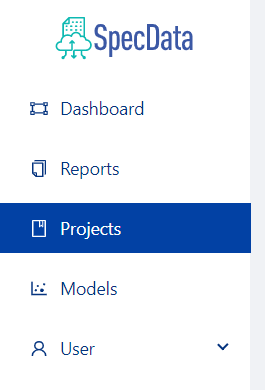 SpecData
Dashboard
Reports
Projects
Models
User